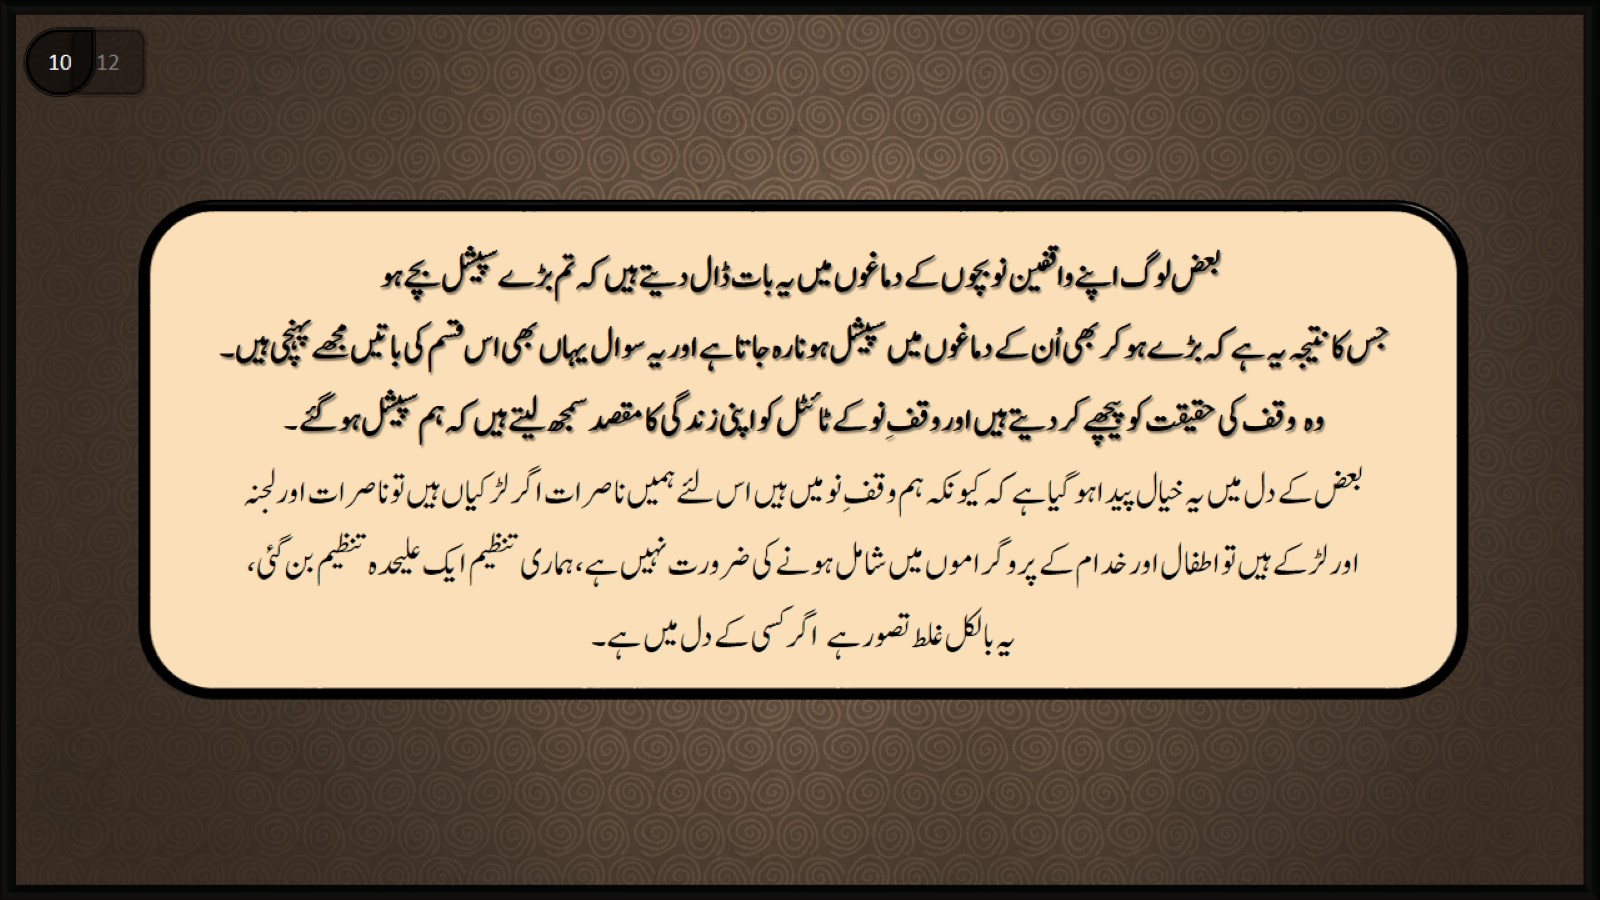 10 12
بعض لوگ اپنے واقفین نو بچوں کے دماغوں میں یہ بات ڈال دیتے ہیں کہ تم بڑے سپیشل بچے ہو
جس کا نتیجہ یہ ہے کہ بڑے ہو کر بھی اُن کے دماغوں میں سپیشل ہونا رہ جاتا ہے اور یہ سوال یہاں بھی اس قسم کی باتیں مجھے پہنچی ہیں۔
وہ وقف کی حقیقت کو پیچھے کر دیتے ہیں اور وقفِ نو کے ٹائٹل کو اپنی زندگی کا مقصد سمجھ لیتے ہیں کہ ہم سپیشل ہو گئے۔
بعض کے دل میں یہ خیال پیدا ہو گیا ہے کہ کیونکہ ہم وقفِ نو میں ہیں اس لئے ہمیں ناصرات اگر لڑکیاں ہیں تو ناصرات اور لجنہ
اور لڑکے ہیں تو اطفال اور خدام کے پروگراموں میں شامل ہونے کی ضرورت نہیں ہے، ہماری تنظیم ایک علیحدہ تنظیم بن گئی،
یہ بالکل غلط تصور ہے اگر کسی کے دل میں ہے۔